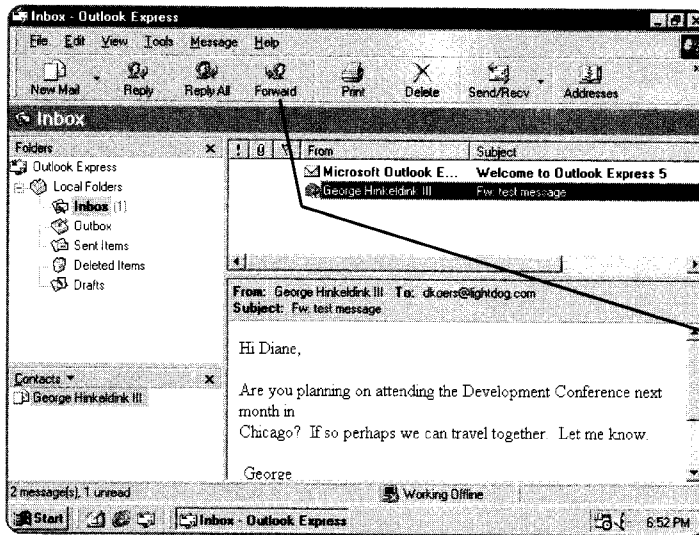 Inbox - Outlook Express
File Edit View Tools Message Help
New Mail Reply Reply All Forward Print Delete Send/Recv Addresses
Inbox
Folders
Outlook Express
Local Folders
Inbox (1)
Outbox
Sent Items
Deleted Items
Drafts
Contacts
George Hinkeldink III
! From Subject
Microsoft Outlook E... Welcome to Outlook Express 5
George Hinkeldink III Fw: test message
From: George Hinkeldink III To: dkoers@lightdog.com
Subject: Fw: test message
Hi Diane,
Are you planning on attending the Development Conference next
month in
Chicago? If so perhaps we can travel together. Let me know.
George
2 message(s), 1 unread
Working Offline
Start Inbox - Outlook Express 6:52 PM